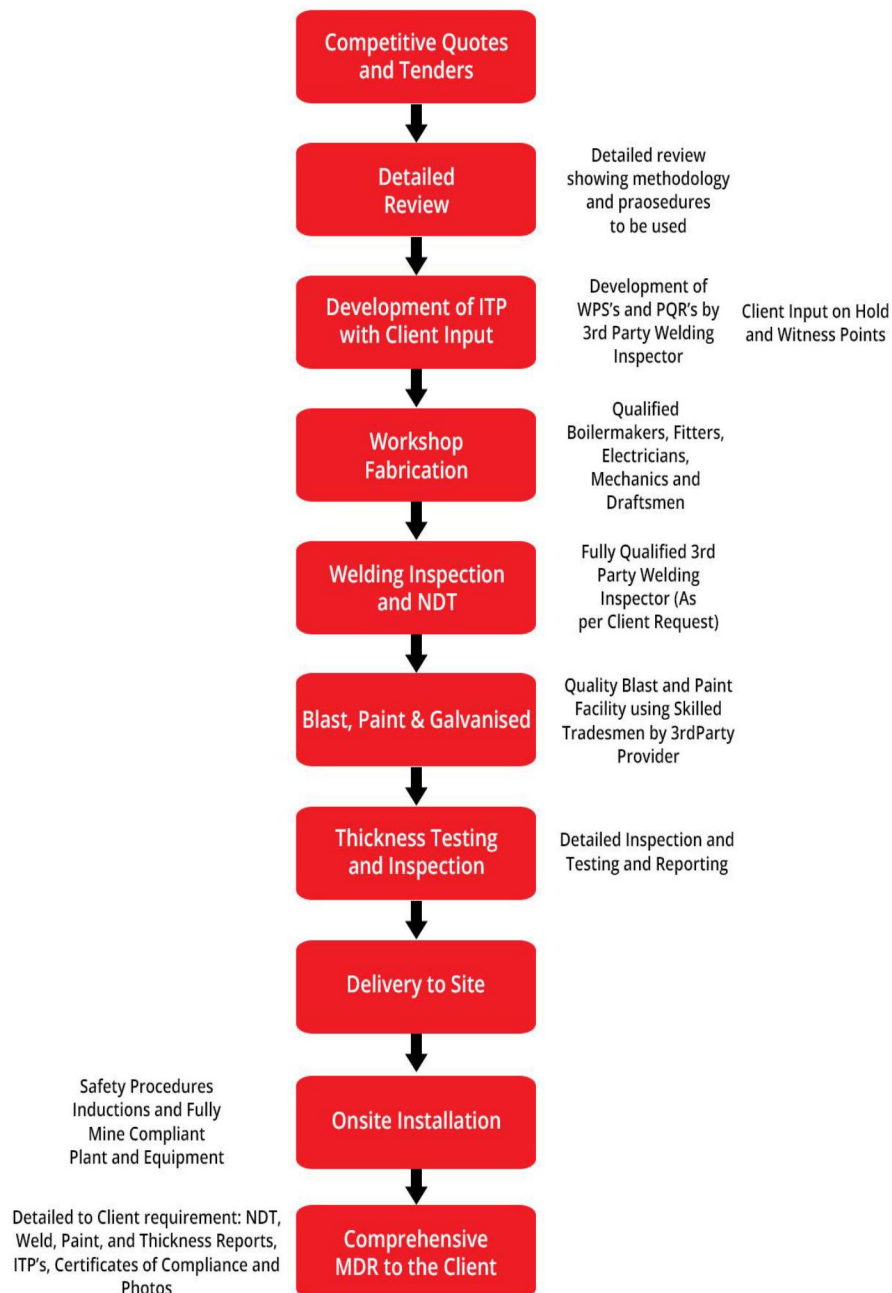 Competitive Quotes
and Tenders
Detailed
Review
Detailed review
showing methodology
and praosedures
to be used
Development of ITP
with Client Input
Development of
WPS's and PQR's by
3rd Party Welding
Inspector
Client Input on Hold
and Witness Points
Workshop
Fabrication
Qualified
Boilermakers, Fitters,
Electricians,
Mechanics and
Draftsmen
Welding Inspection
and NDT
Fully Qualified 3rd
Party Welding
Inspector (As
per Client Request)
Blast, Paint & Galvanised
Quality Blast and Paint
Facility using Skilled
Tradesmen by 3rdParty
Provider
Thickness Testing
and Inspection
Detailed Inspection and
Testing and Reporting
Delivery to Site
Safety Procedures
Inductions and Fully
Mine Compliant
Plant and Equipment
Onsite Installation
Detailed to Client requirement: NDT,
Weld, Paint, and Thickness Reports,
ITP's, Certificates of Compliance and
Photos
Comprehensive
MDR to the Client